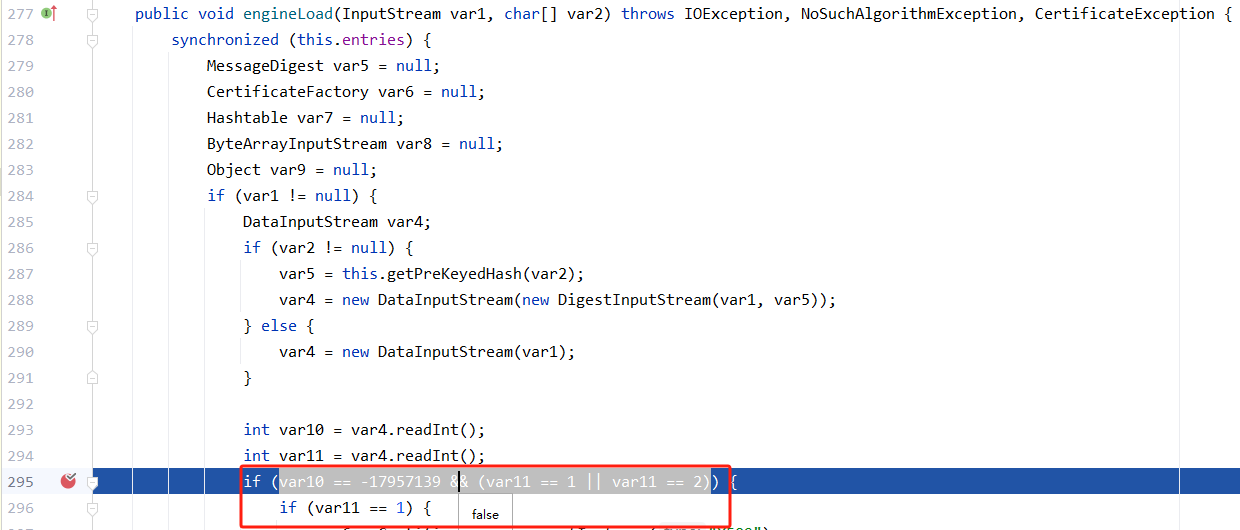 277 public void engineLoad(InputStream var1, char[] var2) throws IOException, NoSuchAlgorithmException, CertificateException {
278 synchronized (this.entries) {
279 MessageDigest var5 = null;
280 CertificateFactory var6 = null;
281 Hashtable var7 = null;
282 ByteArrayInputStream var8 = null;
283 Object var9 = null;
284 if (var1 != null) {
285 DataInputStream var4;
286 if (var2 != null) {
287 var5 = this.getPreKeyedHash(var2);
288 var4 = new DataInputStream(new DigestInputStream(var1, var5));
289 } else {
290 var4 = new DataInputStream(var1);
291 }
292
293 int var10 = var4.readInt();
294 int var11 = var4.readInt();
295 if (var10 == -17957139 && (var11 == 1 || var11 == 2)) {
296 if (var11 == 1) {
false